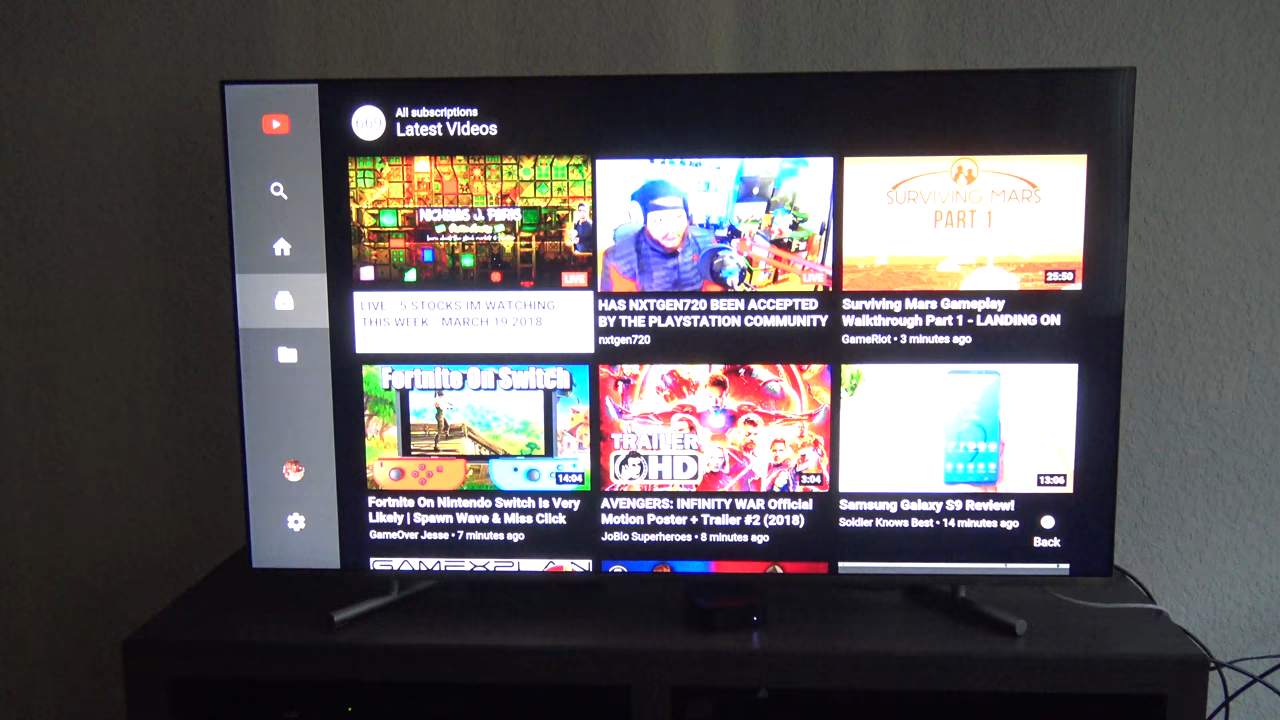 All subscriptions
Latest Videos
NICHOLAS J. PARIS
LIVE
LIVE 5 STOCKS IM WATCHING
THIS WEEK MARCH 19 2018
LIVE
HAS NXTGEN720 BEEN ACCEPTED
BY THE PLAYSTATION COMMUNITY
nxtgen720
SURVIVING MARS
PART 1
25:50
Surviving Mars Gameplay
Walkthrough Part 1 - LANDING ON
GameRiot • 3 minutes ago
Fortnite On Switch
14:04
Fortnite On Nintendo Switch Is Very
Likely | Spawn Wave & Miss Click
GameOver Jesse • 7 minutes ago
TRAILER
HD
3:04
AVENGERS: INFINITY WAR Official
Motion Poster + Trailer #2 (2018)
JoBlo Superheroes • 8 minutes ago
13:06
Samsung Galaxy S9 Review!
Soldier Knows Best • 14 minutes ago
Back
GAMEXPLAIN